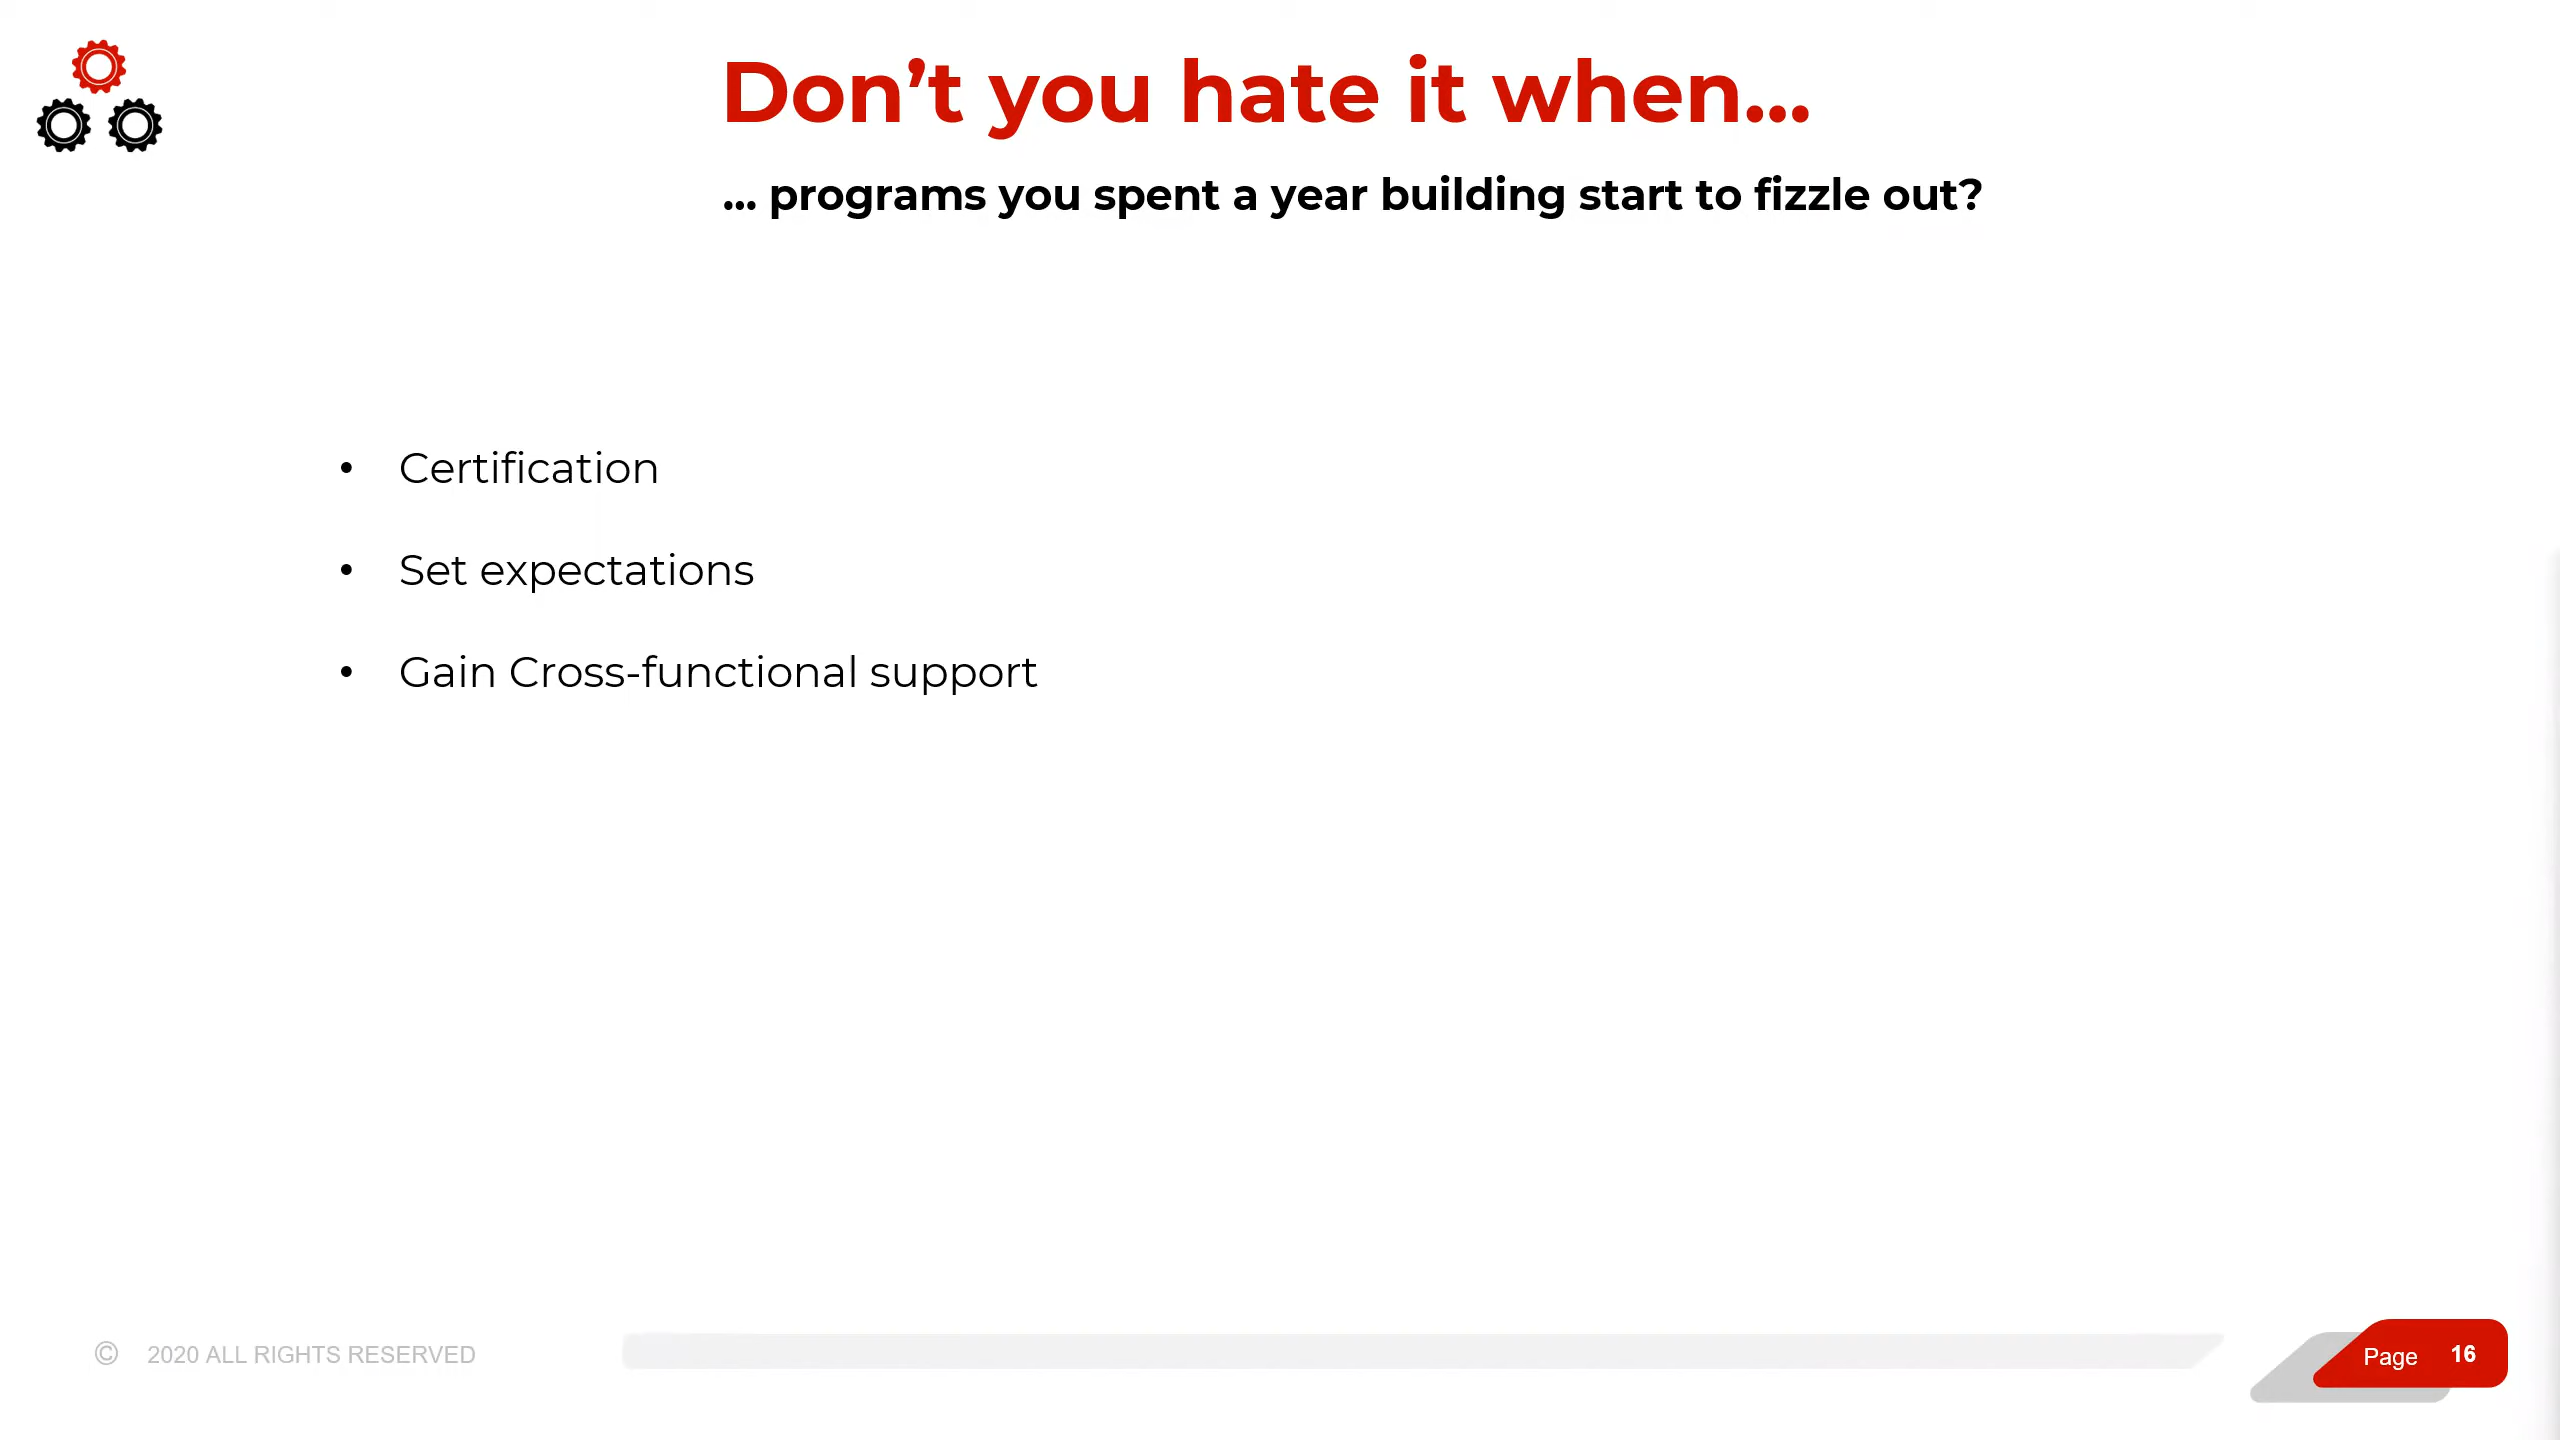 Don’t you hate it when...
... programs you spent a year building start to fizzle out?
• Certification
• Set expectations
• Gain Cross-functional support
© 2020 ALL RIGHTS RESERVED
Page 16